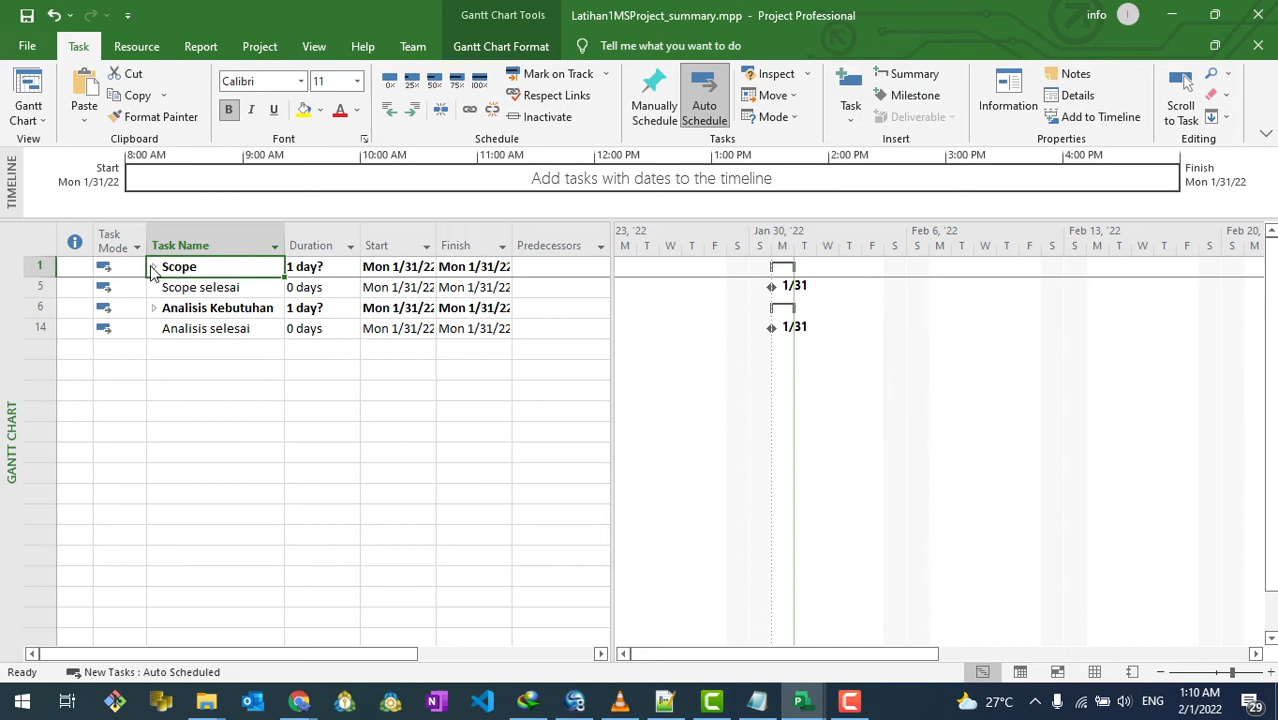 Gantt Chart Tools
Latihan1MSProject_summary.mpp - Project Professional
info
I
File
Task
Resource
Report
Project
View
Help
Team
Gantt Chart Format
Tell me what you want to do
Gantt Chart
View
Paste
Cut
Copy
Format Painter
Clipboard
Calibri
11
B
I
U
A
Font
0%
25%
50%
75%
100%
Mark on Track
Respect Links
Inactivate
Schedule
Manually Schedule
Auto Schedule
Inspect
Move
Mode
Tasks
Task
Summary
Milestone
Deliverable
Insert
Information
Notes
Details
Add to Timeline
Properties
Scroll to Task
Editing
TIMELINE
8:00 AM
9:00 AM
10:00 AM
11:00 AM
12:00 PM
1:00 PM
2:00 PM
3:00 PM
4:00 PM
Start
Mon 1/31/22
Add tasks with dates to the timeline
Finish
Mon 1/31/22
Task Mode
Task Name
Duration
Start
Finish
Predecessors
23, '22
Jan 30, '22
Feb 6, '22
Feb 13, '22
Feb 20,
M T W T F S S M T W T F S S M T W T F S S M T W T F S S M
1 Scope 1 day? Mon 1/31/22 Mon 1/31/22
5 Scope selesai 0 days Mon 1/31/22 Mon 1/31/22 1/31
6 Analisis Kebutuhan 1 day? Mon 1/31/22 Mon 1/31/22
14 Analisis selesai 0 days Mon 1/31/22 Mon 1/31/22 1/31
GANTT CHART
Ready
New Tasks : Auto Scheduled
27°C
ENG
1:10 AM
2/1/2022
29